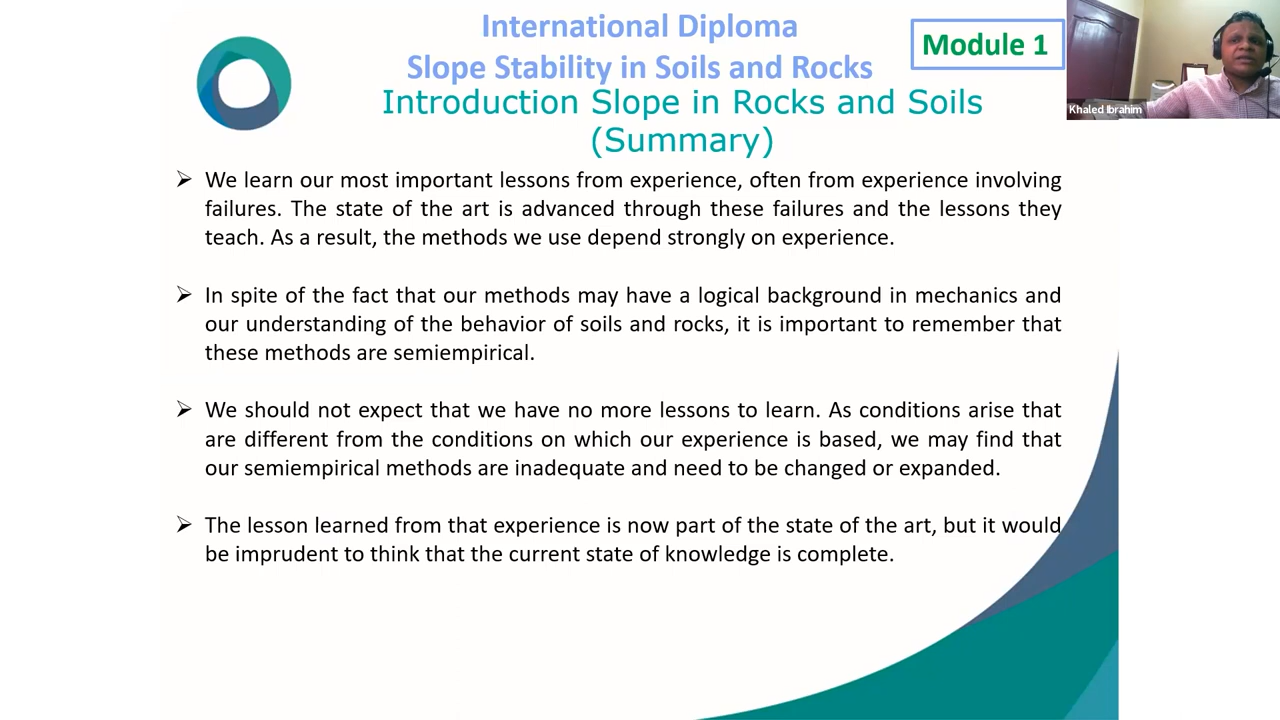 International Diploma
Slope Stability in Soils and Rocks
Module 1
Khaled Ibrahim
Introduction Slope in Rocks and Soils
(Summary)
➢ We learn our most important lessons from experience, often from experience involving
failures. The state of the art is advanced through these failures and the lessons they
teach. As a result, the methods we use depend strongly on experience.
➢ In spite of the fact that our methods may have a logical background in mechanics and
our understanding of the behavior of soils and rocks, it is important to remember that
these methods are semiempirical.
➢ We should not expect that we have no more lessons to learn. As conditions arise that
are different from the conditions on which our experience is based, we may find that
our semiempirical methods are inadequate and need to be changed or expanded.
➢ The lesson learned from that experience is now part of the state of the art, but it would
be imprudent to think that the current state of knowledge is complete.